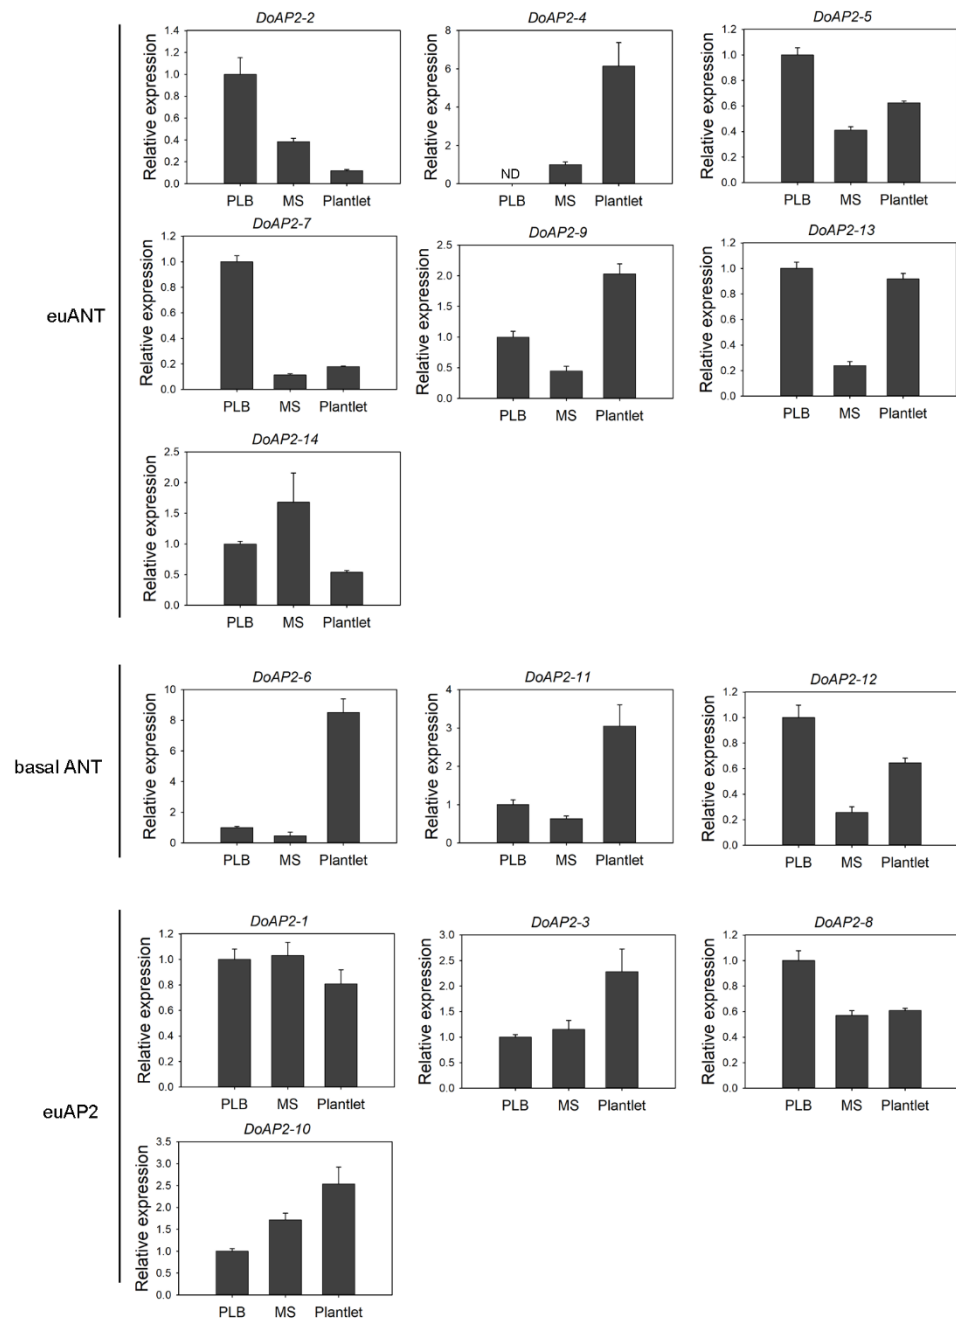 euANT
DoAP2-2
Relative expression
1.4
1.2
1.0
0.8
0.6
0.4
0.2
0.0
PLB MS Plantlet
DoAP2-4
Relative expression
8
6
4
2
0
ND
PLB MS Plantlet
DoAP2-5
Relative expression
1.2
1.0
0.8
0.6
0.4
0.2
0.0
PLB MS Plantlet
DoAP2-7
Relative expression
1.2
1.0
0.8
0.6
0.4
0.2
0.0
PLB MS Plantlet
DoAP2-9
Relative expression
2.5
2.0
1.5
1.0
0.5
0.0
PLB MS Plantlet
DoAP2-13
Relative expression
1.2
1.0
0.8
0.6
0.4
0.2
0.0
PLB MS Plantlet
DoAP2-14
Relative expression
2.5
2.0
1.5
1.0
0.5
0.0
PLB MS Plantlet
basal ANT
DoAP2-6
Relative expression
10
8
6
4
2
0
PLB MS Plantlet
DoAP2-11
Relative expression
4
3
2
1
0
PLB MS Plantlet
DoAP2-12
Relative expression
1.2
1.0
0.8
0.6
0.4
0.2
0.0
PLB MS Plantlet
euAP2
DoAP2-1
Relative expression
1.2
1.0
0.8
0.6
0.4
0.2
0.0
PLB MS Plantlet
DoAP2-3
Relative expression
3.0
2.5
2.0
1.5
1.0
0.5
0.0
PLB MS Plantlet
DoAP2-8
Relative expression
1.2
1.0
0.8
0.6
0.4
0.2
0.0
PLB MS Plantlet
DoAP2-10
Relative expression
3.5
3.0
2.5
2.0
1.5
1.0
0.5
0.0
PLB MS Plantlet